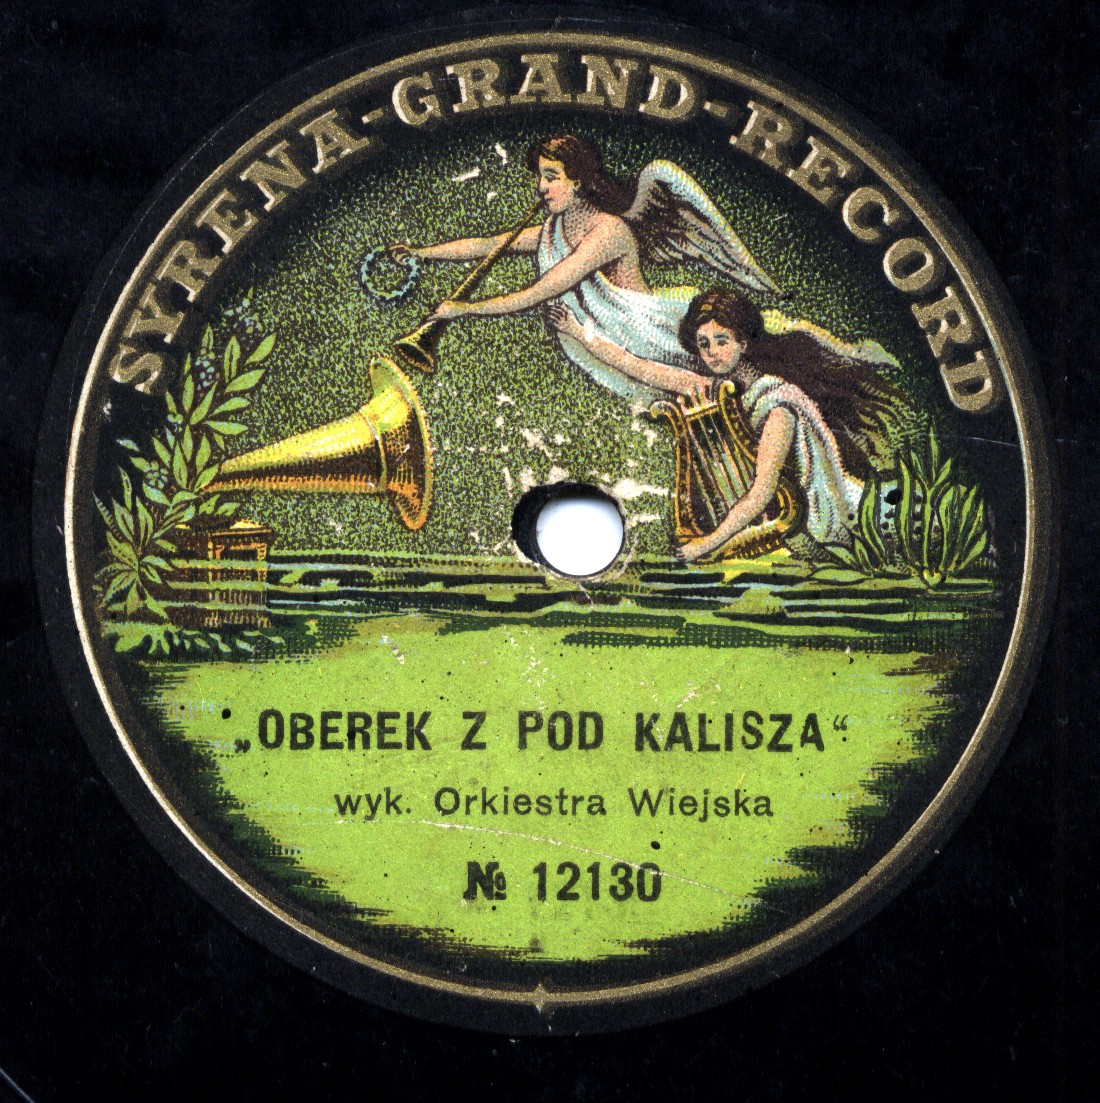 SYRENA-GRAND-RECORD
„OBEREK Z POD KALISZA“
wyk. Orkiestra Wiejska
№ 12130